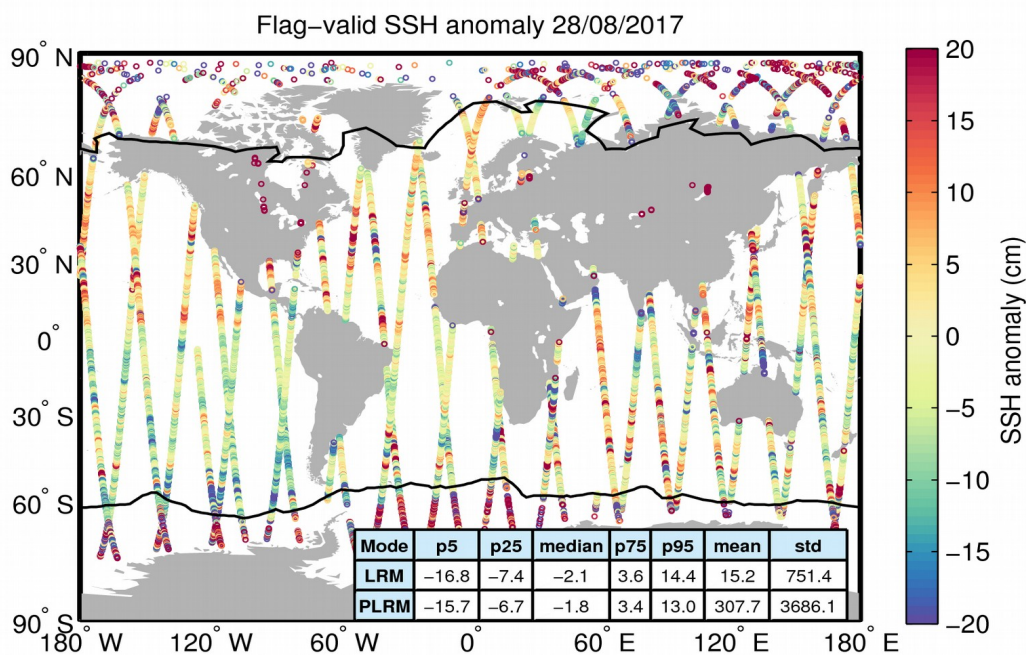 Flag−valid SSH anomaly 28/08/2017
90° N
60° N
30° N
0°
30° S
60° S
90° S
180° W 120° W 60° W 0° 60° E 120° E 180° E
Mode p5 p25 median p75 p95 mean std
LRM −16.8 −7.4 −2.1 3.6 14.4 15.2 751.4
PLRM −15.7 −6.7 −1.8 3.4 13.0 307.7 3686.1
20
15
10
5
0
−5
−10
−15
−20
SSH anomaly (cm)